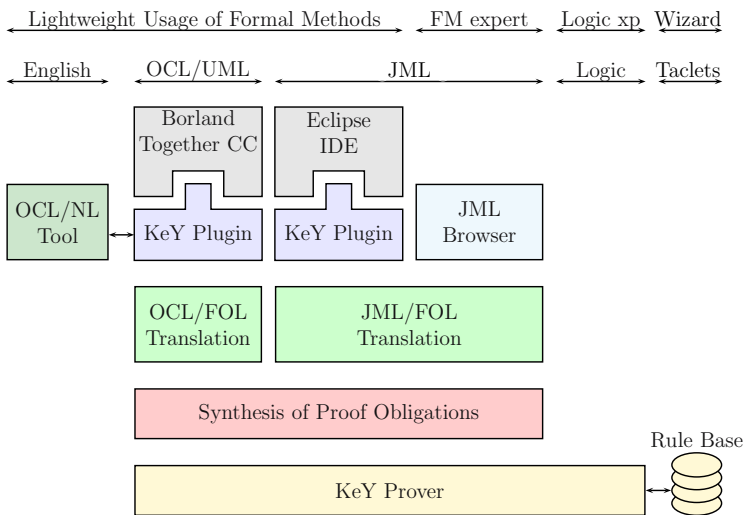 Lightweight Usage of Formal Methods FM expert Logic xp Wizard
English OCL/UML JML Logic Taclets
Borland
Together CC
Eclipse
IDE
OCL/NL
Tool
KeY Plugin
KeY Plugin
JML
Browser
OCL/FOL
Translation
JML/FOL
Translation
Synthesis of Proof Obligations
Rule Base
KeY Prover